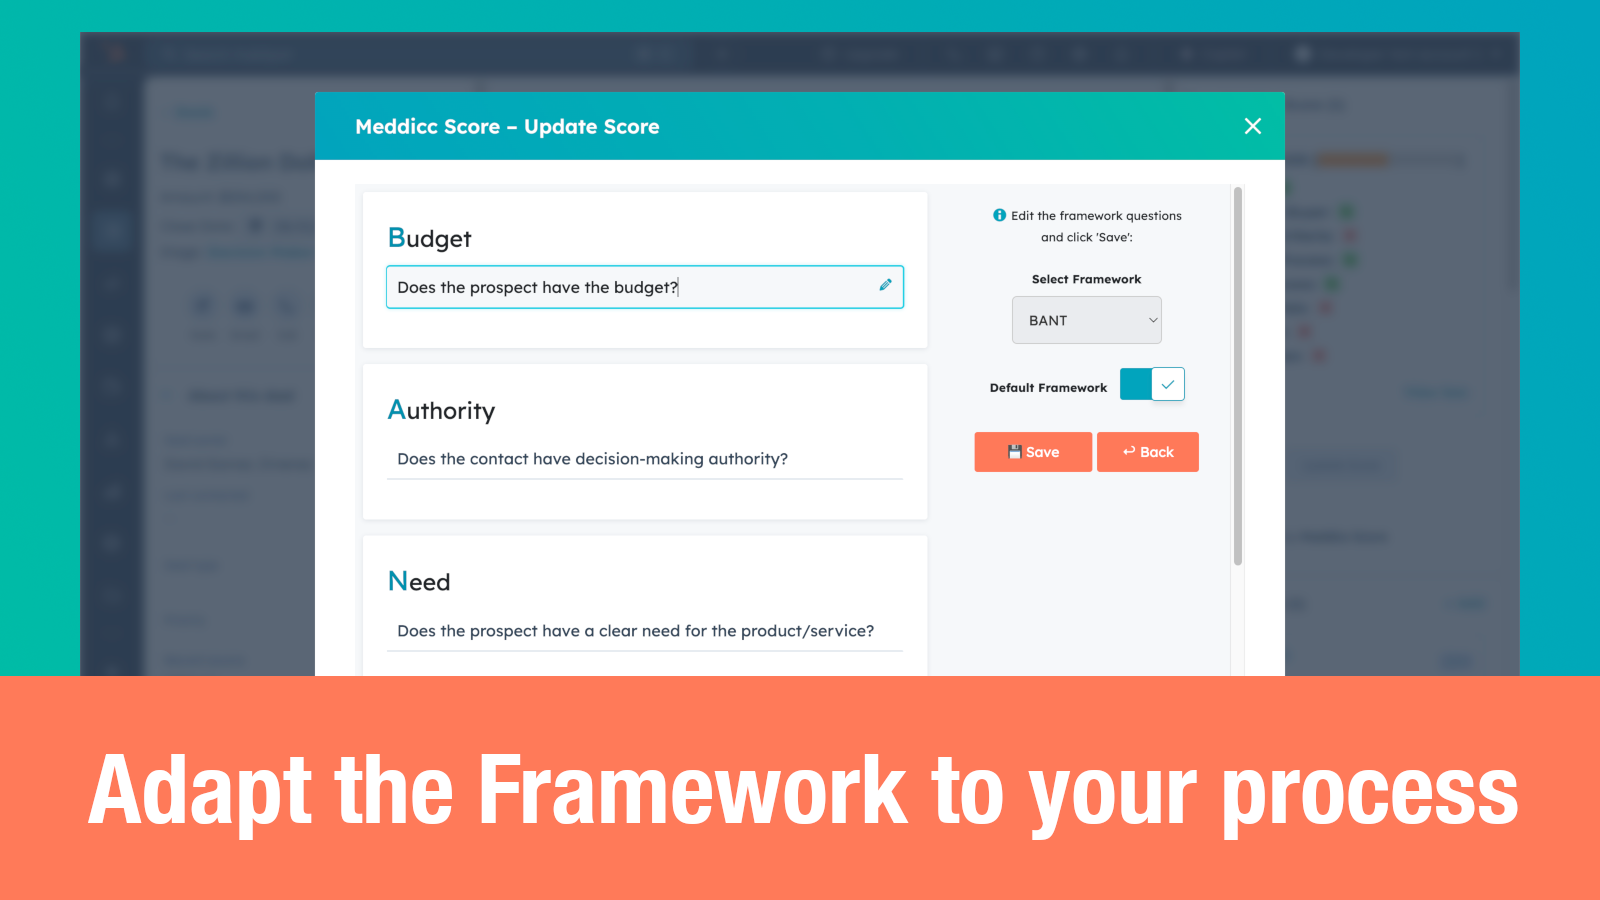 Meddicc Score – Update Score
Budget
Does the prospect have the budget?
Authority
Does the contact have decision-making authority?
Need
Does the prospect have a clear need for the product/service?
Edit the framework questions
and click 'Save':
Select Framework
BANT
Default Framework
Save
Back
Adapt the Framework to your process